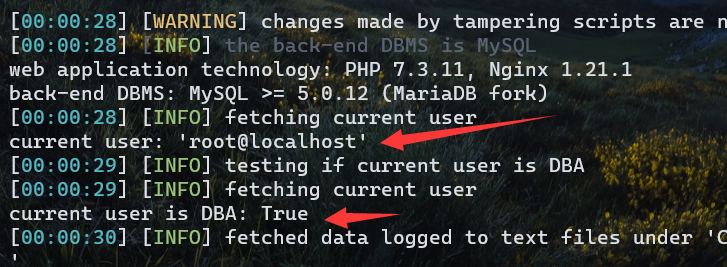 [00:00:28] [WARNING] changes made by tampering scripts are n
[00:00:28] [INFO] the back-end DBMS is MySQL
web application technology: PHP 7.3.11, Nginx 1.21.1
back-end DBMS: MySQL >= 5.0.12 (MariaDB fork)
[00:00:28] [INFO] fetching current user
current user: 'root@localhost'
[00:00:29] [INFO] testing if current user is DBA
[00:00:29] [INFO] fetching current user
current user is DBA: True
[00:00:30] [INFO] fetched data logged to text files under 'C
'